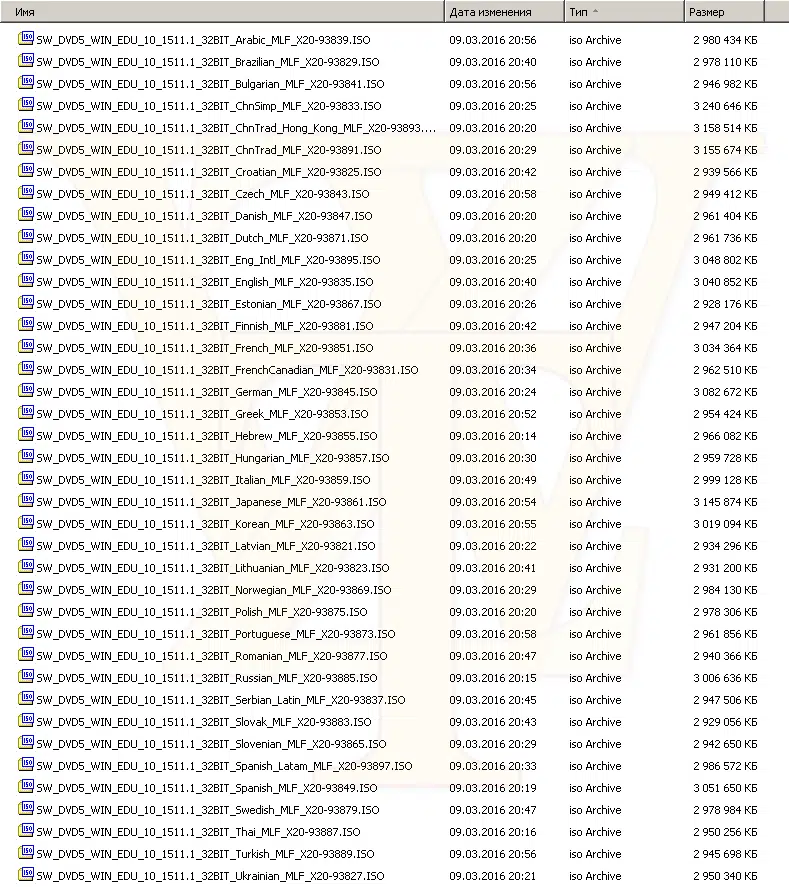 Имя Дата изменения Тип Размер
SW_DVD5_WIN_EDU_10_1511.1_32BIT_Arabic_MLF_X20-93839.ISO 09.03.2016 20:56 iso Archive 2 980 434 КБ
SW_DVD5_WIN_EDU_10_1511.1_32BIT_Brazilian_MLF_X20-93829.ISO 09.03.2016 20:40 iso Archive 2 978 110 КБ
SW_DVD5_WIN_EDU_10_1511.1_32BIT_Bulgarian_MLF_X20-93841.ISO 09.03.2016 20:56 iso Archive 2 946 982 КБ
SW_DVD5_WIN_EDU_10_1511.1_32BIT_ChnSimp_MLF_X20-93833.ISO 09.03.2016 20:25 iso Archive 3 240 646 КБ
SW_DVD5_WIN_EDU_10_1511.1_32BIT_ChnTrad_Hong_Kong_MLF_X20-93893.... 09.03.2016 20:20 iso Archive 3 158 514 КБ
SW_DVD5_WIN_EDU_10_1511.1_32BIT_ChnTrad_MLF_X20-93891.ISO 09.03.2016 20:29 iso Archive 3 155 674 КБ
SW_DVD5_WIN_EDU_10_1511.1_32BIT_Croatian_MLF_X20-93825.ISO 09.03.2016 20:42 iso Archive 2 939 566 КБ
SW_DVD5_WIN_EDU_10_1511.1_32BIT_Czech_MLF_X20-93843.ISO 09.03.2016 20:58 iso Archive 2 949 412 КБ
SW_DVD5_WIN_EDU_10_1511.1_32BIT_Danish_MLF_X20-93847.ISO 09.03.2016 20:20 iso Archive 2 961 404 КБ
SW_DVD5_WIN_EDU_10_1511.1_32BIT_Dutch_MLF_X20-93871.ISO 09.03.2016 20:20 iso Archive 2 961 736 КБ
SW_DVD5_WIN_EDU_10_1511.1_32BIT_Eng_Intl_MLF_X20-93895.ISO 09.03.2016 20:25 iso Archive 3 048 802 КБ
SW_DVD5_WIN_EDU_10_1511.1_32BIT_English_MLF_X20-93835.ISO 09.03.2016 20:40 iso Archive 3 040 852 КБ
SW_DVD5_WIN_EDU_10_1511.1_32BIT_Estonian_MLF_X20-93867.ISO 09.03.2016 20:26 iso Archive 2 928 176 КБ
SW_DVD5_WIN_EDU_10_1511.1_32BIT_Finnish_MLF_X20-93881.ISO 09.03.2016 20:42 iso Archive 2 947 204 КБ
SW_DVD5_WIN_EDU_10_1511.1_32BIT_French_MLF_X20-93851.ISO 09.03.2016 20:36 iso Archive 3 034 364 КБ
SW_DVD5_WIN_EDU_10_1511.1_32BIT_FrenchCanadian_MLF_X20-93831.ISO 09.03.2016 20:34 iso Archive 2 962 510 КБ
SW_DVD5_WIN_EDU_10_1511.1_32BIT_German_MLF_X20-93845.ISO 09.03.2016 20:24 iso Archive 3 082 672 КБ
SW_DVD5_WIN_EDU_10_1511.1_32BIT_Greek_MLF_X20-93853.ISO 09.03.2016 20:52 iso Archive 2 954 424 КБ
SW_DVD5_WIN_EDU_10_1511.1_32BIT_Hebrew_MLF_X20-93855.ISO 09.03.2016 20:14 iso Archive 2 966 082 КБ
SW_DVD5_WIN_EDU_10_1511.1_32BIT_Hungarian_MLF_X20-93857.ISO 09.03.2016 20:30 iso Archive 2 959 728 КБ
SW_DVD5_WIN_EDU_10_1511.1_32BIT_Italian_MLF_X20-93859.ISO 09.03.2016 20:49 iso Archive 2 999 128 КБ
SW_DVD5_WIN_EDU_10_1511.1_32BIT_Japanese_MLF_X20-93861.ISO 09.03.2016 20:54 iso Archive 3 145 874 КБ
SW_DVD5_WIN_EDU_10_1511.1_32BIT_Korean_MLF_X20-93863.ISO 09.03.2016 20:55 iso Archive 3 019 094 КБ
SW_DVD5_WIN_EDU_10_1511.1_32BIT_Latvian_MLF_X20-93821.ISO 09.03.2016 20:22 iso Archive 2 934 296 КБ
SW_DVD5_WIN_EDU_10_1511.1_32BIT_Lithuanian_MLF_X20-93823.ISO 09.03.2016 20:41 iso Archive 2 931 200 КБ
SW_DVD5_WIN_EDU_10_1511.1_32BIT_Norwegian_MLF_X20-93869.ISO 09.03.2016 20:29 iso Archive 2 984 130 КБ
SW_DVD5_WIN_EDU_10_1511.1_32BIT_Polish_MLF_X20-93875.ISO 09.03.2016 20:20 iso Archive 2 978 306 КБ
SW_DVD5_WIN_EDU_10_1511.1_32BIT_Portuguese_MLF_X20-93873.ISO 09.03.2016 20:58 iso Archive 2 961 856 КБ
SW_DVD5_WIN_EDU_10_1511.1_32BIT_Romanian_MLF_X20-93877.ISO 09.03.2016 20:47 iso Archive 2 940 366 КБ
SW_DVD5_WIN_EDU_10_1511.1_32BIT_Russian_MLF_X20-93885.ISO 09.03.2016 20:15 iso Archive 3 006 636 КБ
SW_DVD5_WIN_EDU_10_1511.1_32BIT_Serbian_Latin_MLF_X20-93837.ISO 09.03.2016 20:45 iso Archive 2 947 506 КБ
SW_DVD5_WIN_EDU_10_1511.1_32BIT_Slovak_MLF_X20-93883.ISO 09.03.2016 20:43 iso Archive 2 929 056 КБ
SW_DVD5_WIN_EDU_10_1511.1_32BIT_Slovenian_MLF_X20-93865.ISO 09.03.2016 20:29 iso Archive 2 942 650 КБ
SW_DVD5_WIN_EDU_10_1511.1_32BIT_Spanish_Latam_MLF_X20-93897.ISO 09.03.2016 20:33 iso Archive 2 986 572 КБ
SW_DVD5_WIN_EDU_10_1511.1_32BIT_Spanish_MLF_X20-93849.ISO 09.03.2016 20:19 iso Archive 3 051 650 КБ
SW_DVD5_WIN_EDU_10_1511.1_32BIT_Swedish_MLF_X20-93879.ISO 09.03.2016 20:47 iso Archive 2 978 984 КБ
SW_DVD5_WIN_EDU_10_1511.1_32BIT_Thai_MLF_X20-93887.ISO 09.03.2016 20:16 iso Archive 2 950 256 КБ
SW_DVD5_WIN_EDU_10_1511.1_32BIT_Turkish_MLF_X20-93889.ISO 09.03.2016 20:56 iso Archive 2 945 698 КБ
SW_DVD5_WIN_EDU_10_1511.1_32BIT_Ukrainian_MLF_X20-93827.ISO 09.03.2016 20:21 iso Archive 2 950 340 КБ